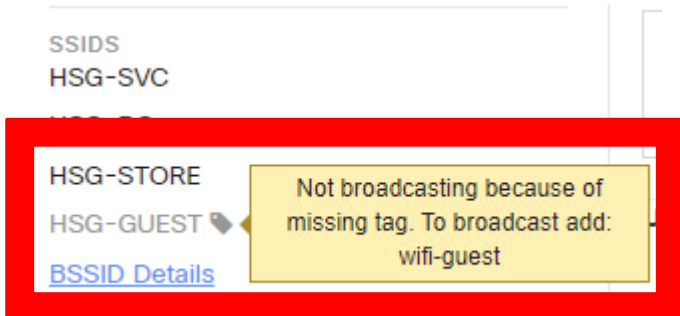 SSIDS
HSG-SVC
HSG-STORE
HSG-GUEST
Not broadcasting because of
missing tag. To broadcast add:
wifi-guest
BSSID Details